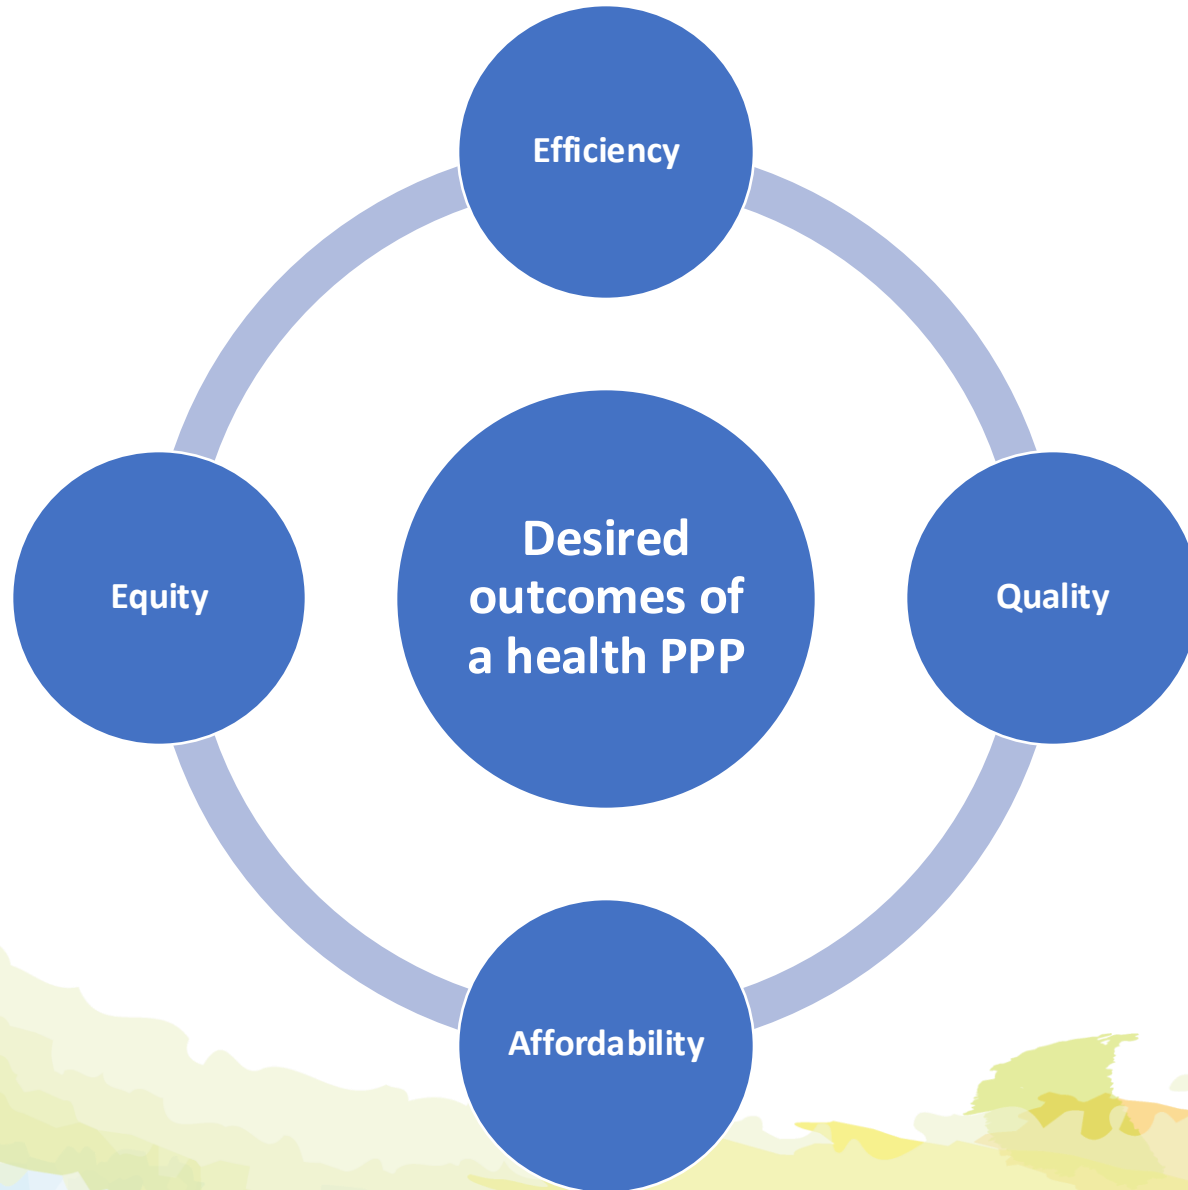 Efficiency
Equity
Desired
outcomes of
a health PPP
Quality
Affordability